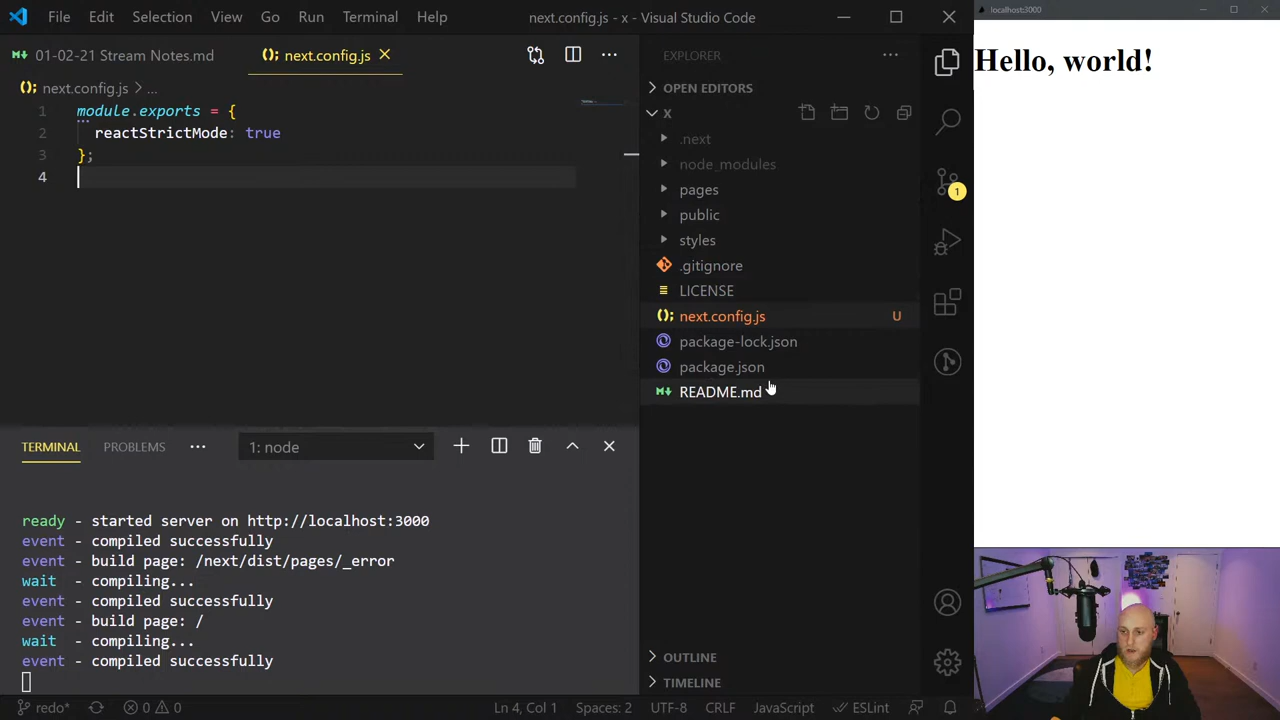 File Edit Selection View Go Run Terminal Help next.config.js - x - Visual Studio Code
01-02-21 Stream Notes.md
next.config.js
next.config.js > ...
1 module.exports = {
2 reactStrictMode: true
3 };
4
TERMINAL PROBLEMS ... 1: node
ready - started server on http://localhost:3000
event - compiled successfully
event - build page: /next/dist/pages/_error
wait - compiling...
event - compiled successfully
event - build page: /
wait - compiling...
event - compiled successfully
EXPLORER
OPEN EDITORS
X
.next
node_modules
pages
public
styles
.gitignore
LICENSE
next.config.js U
package-lock.json
package.json
README.md
OUTLINE
TIMELINE
1
redo* 0 0 Ln 4, Col 1 Spaces: 2 UTF-8 CRLF JavaScript ESLint
localhost:3000
Hello, world!